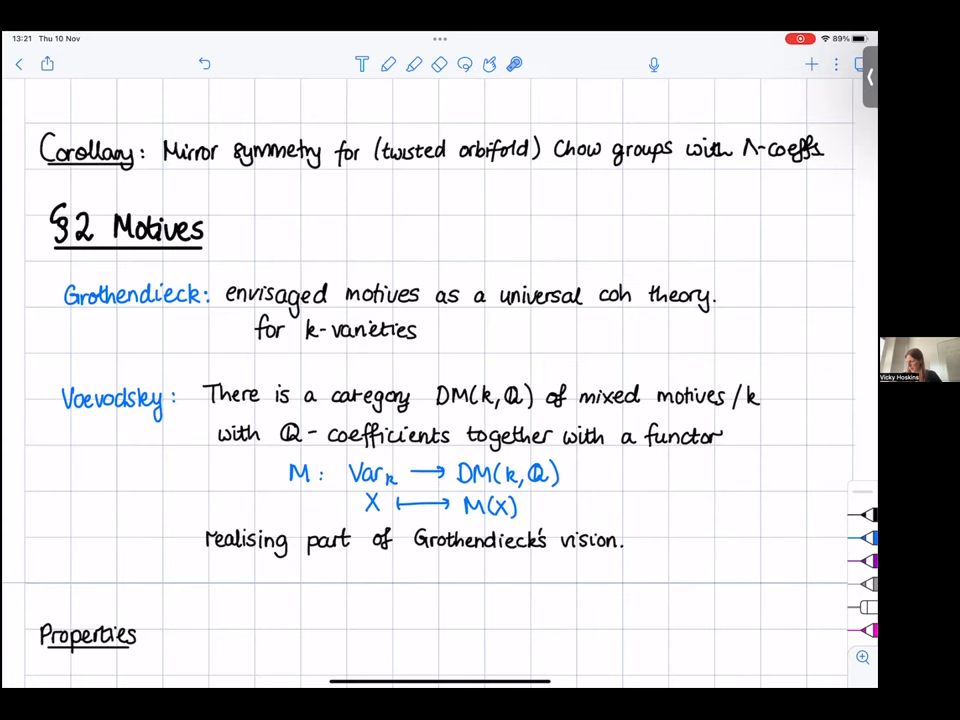 13:21 Thu 10 Nov
89%
Corollary: Mirror symmetry for (twisted orbifold) Chow groups with Λ-coeffs
§2 Motives
Grothendieck: envisaged motives as a universal coh theory.
for k-varieties
Voevodsky: There is a category DM(k,ℚ) of mixed motives/k
with ℚ-coefficients together with a functor
M: Varₖ ⟶ DM(k,ℚ)
X ⟼ M(X)
realising part of Grothendieck's vision.
Properties
Vicky Hoskins